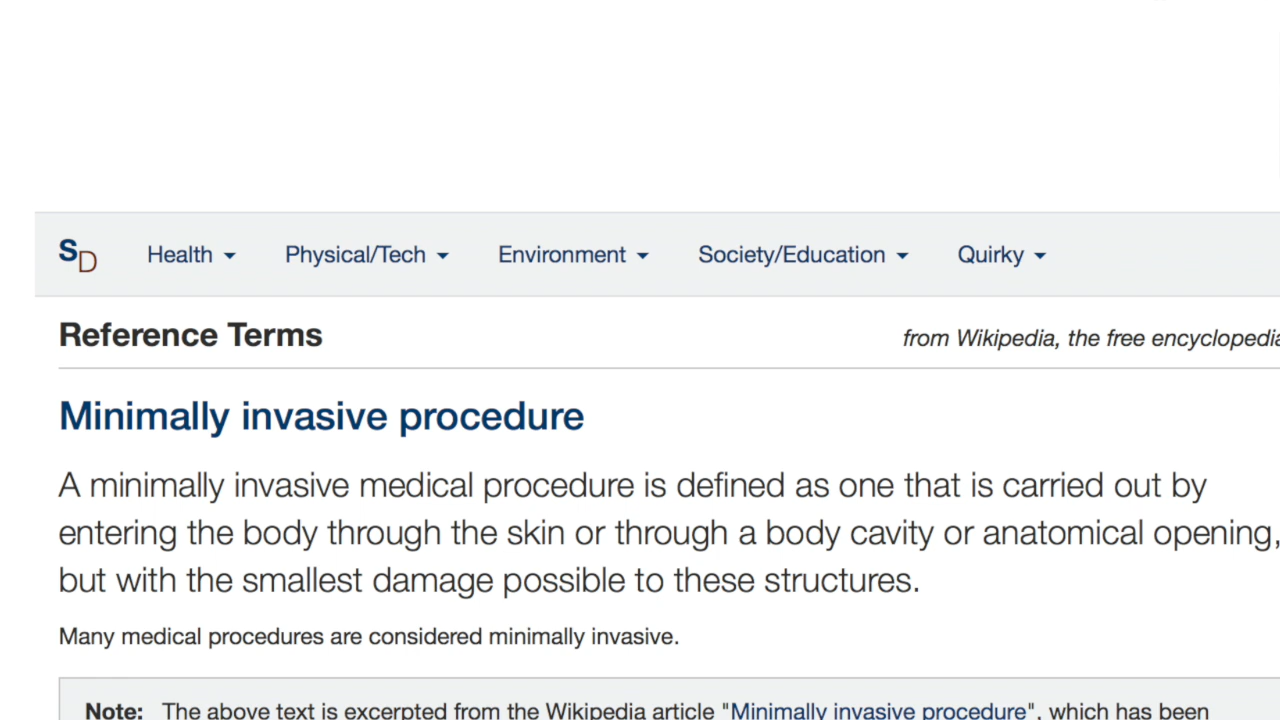 SD Health Physical/Tech Environment Society/Education Quirky
Reference Terms from Wikipedia, the free encyclopedia
Minimally invasive procedure
A minimally invasive medical procedure is defined as one that is carried out by
entering the body through the skin or through a body cavity or anatomical opening,
but with the smallest damage possible to these structures.
Many medical procedures are considered minimally invasive.
Note: The above text is excerpted from the Wikipedia article "Minimally invasive procedure", which has been